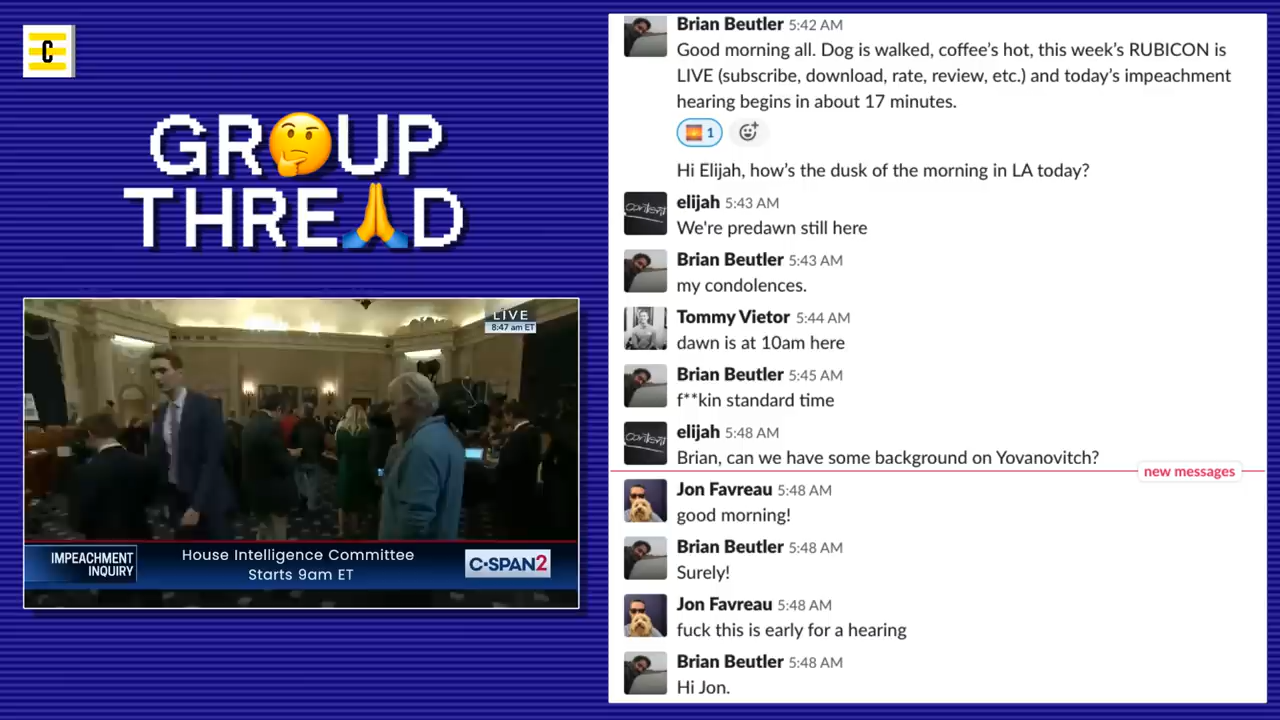 C
GR🤔UP
THRE🙏D
LIVE
8:47 am ET
IMPEACHMENT
INQUIRY
House Intelligence Committee
Starts 9am ET
C-SPAN2
Brian Beutler 5:42 AM
Good morning all. Dog is walked, coffee's hot, this week's RUBICON is
LIVE (subscribe, download, rate, review, etc.) and today's impeachment
hearing begins in about 17 minutes.
1
Hi Elijah, how's the dusk of the morning in LA today?
content
elijah 5:43 AM
We're predawn still here
Brian Beutler 5:43 AM
my condolences.
Tommy Vietor 5:44 AM
dawn is at 10am here
Brian Beutler 5:45 AM
f**kin standard time
content
elijah 5:48 AM
Brian, can we have some background on Yovanovitch?
new messages
Jon Favreau 5:48 AM
good morning!
Brian Beutler 5:48 AM
Surely!
Jon Favreau 5:48 AM
fuck this is early for a hearing
Brian Beutler 5:48 AM
Hi Jon.